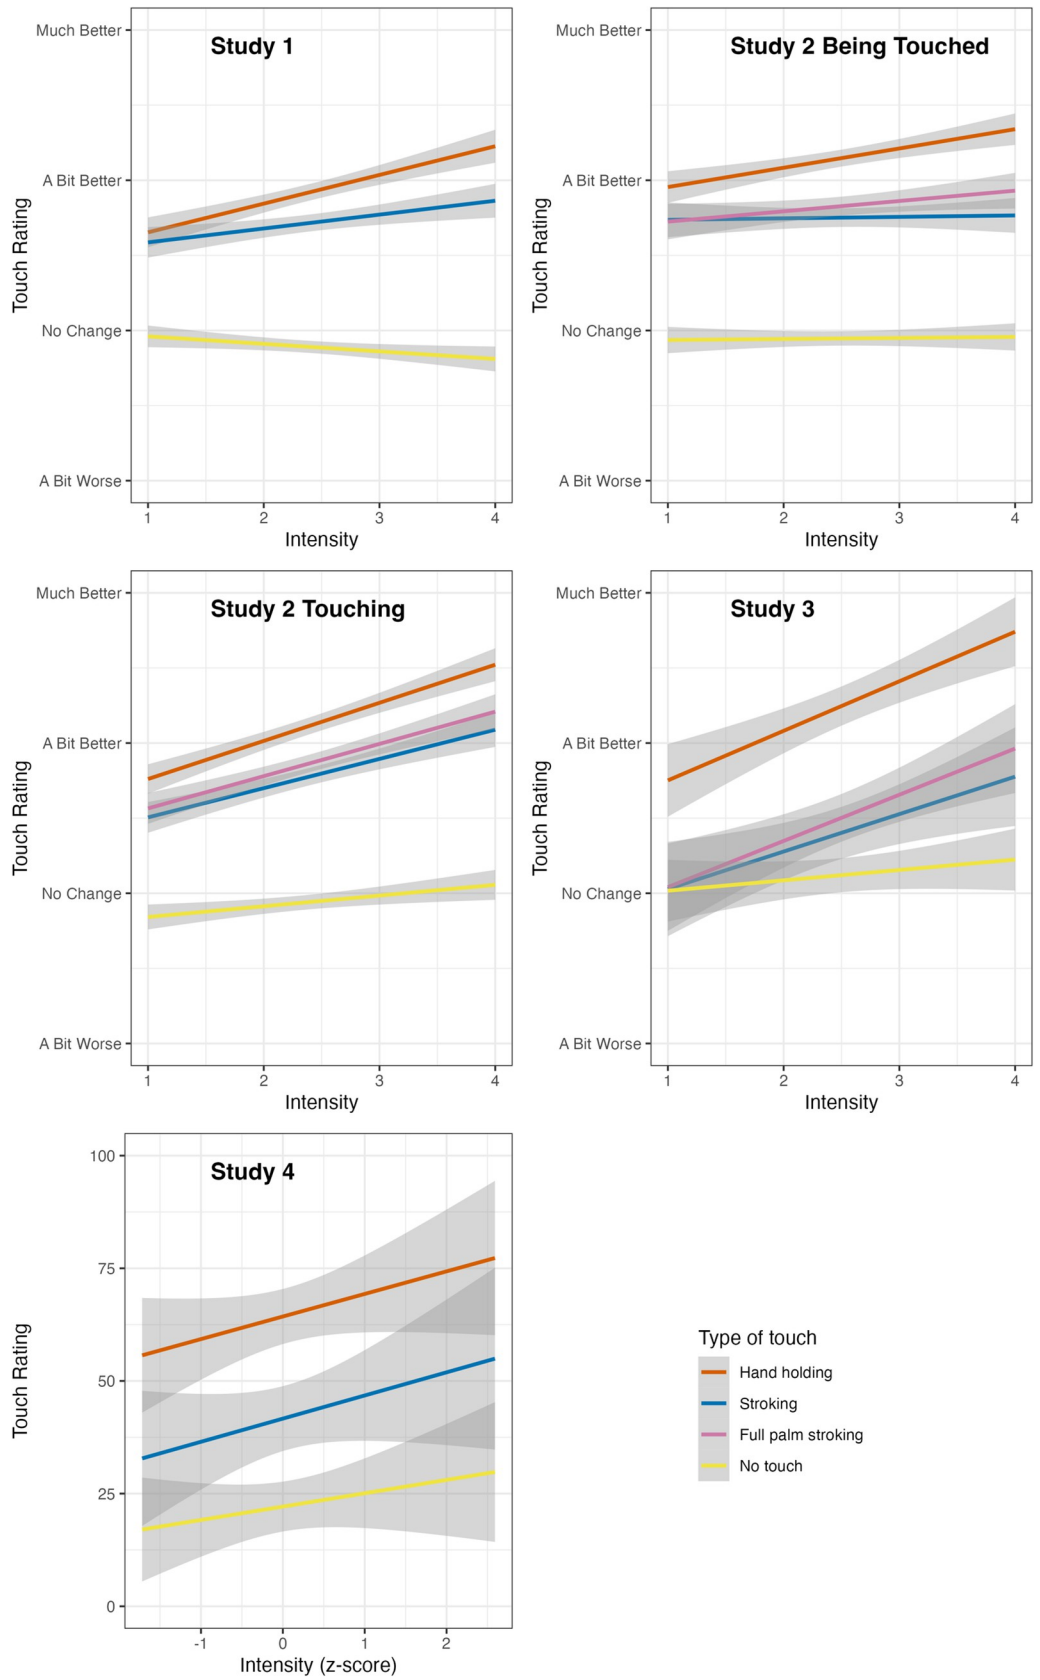 Study 1
Much Better
A Bit Better
No Change
A Bit Worse
Touch Rating
1 2 3 4
Intensity
Study 2 Being Touched
Much Better
A Bit Better
No Change
A Bit Worse
Touch Rating
1 2 3 4
Intensity
Study 2 Touching
Much Better
A Bit Better
No Change
A Bit Worse
Touch Rating
1 2 3 4
Intensity
Study 3
Much Better
A Bit Better
No Change
A Bit Worse
Touch Rating
1 2 3 4
Intensity
Study 4
100
75
50
25
0
Touch Rating
-1 0 1 2
Intensity (z-score)
Type of touch
Hand holding
Stroking
Full palm stroking
No touch